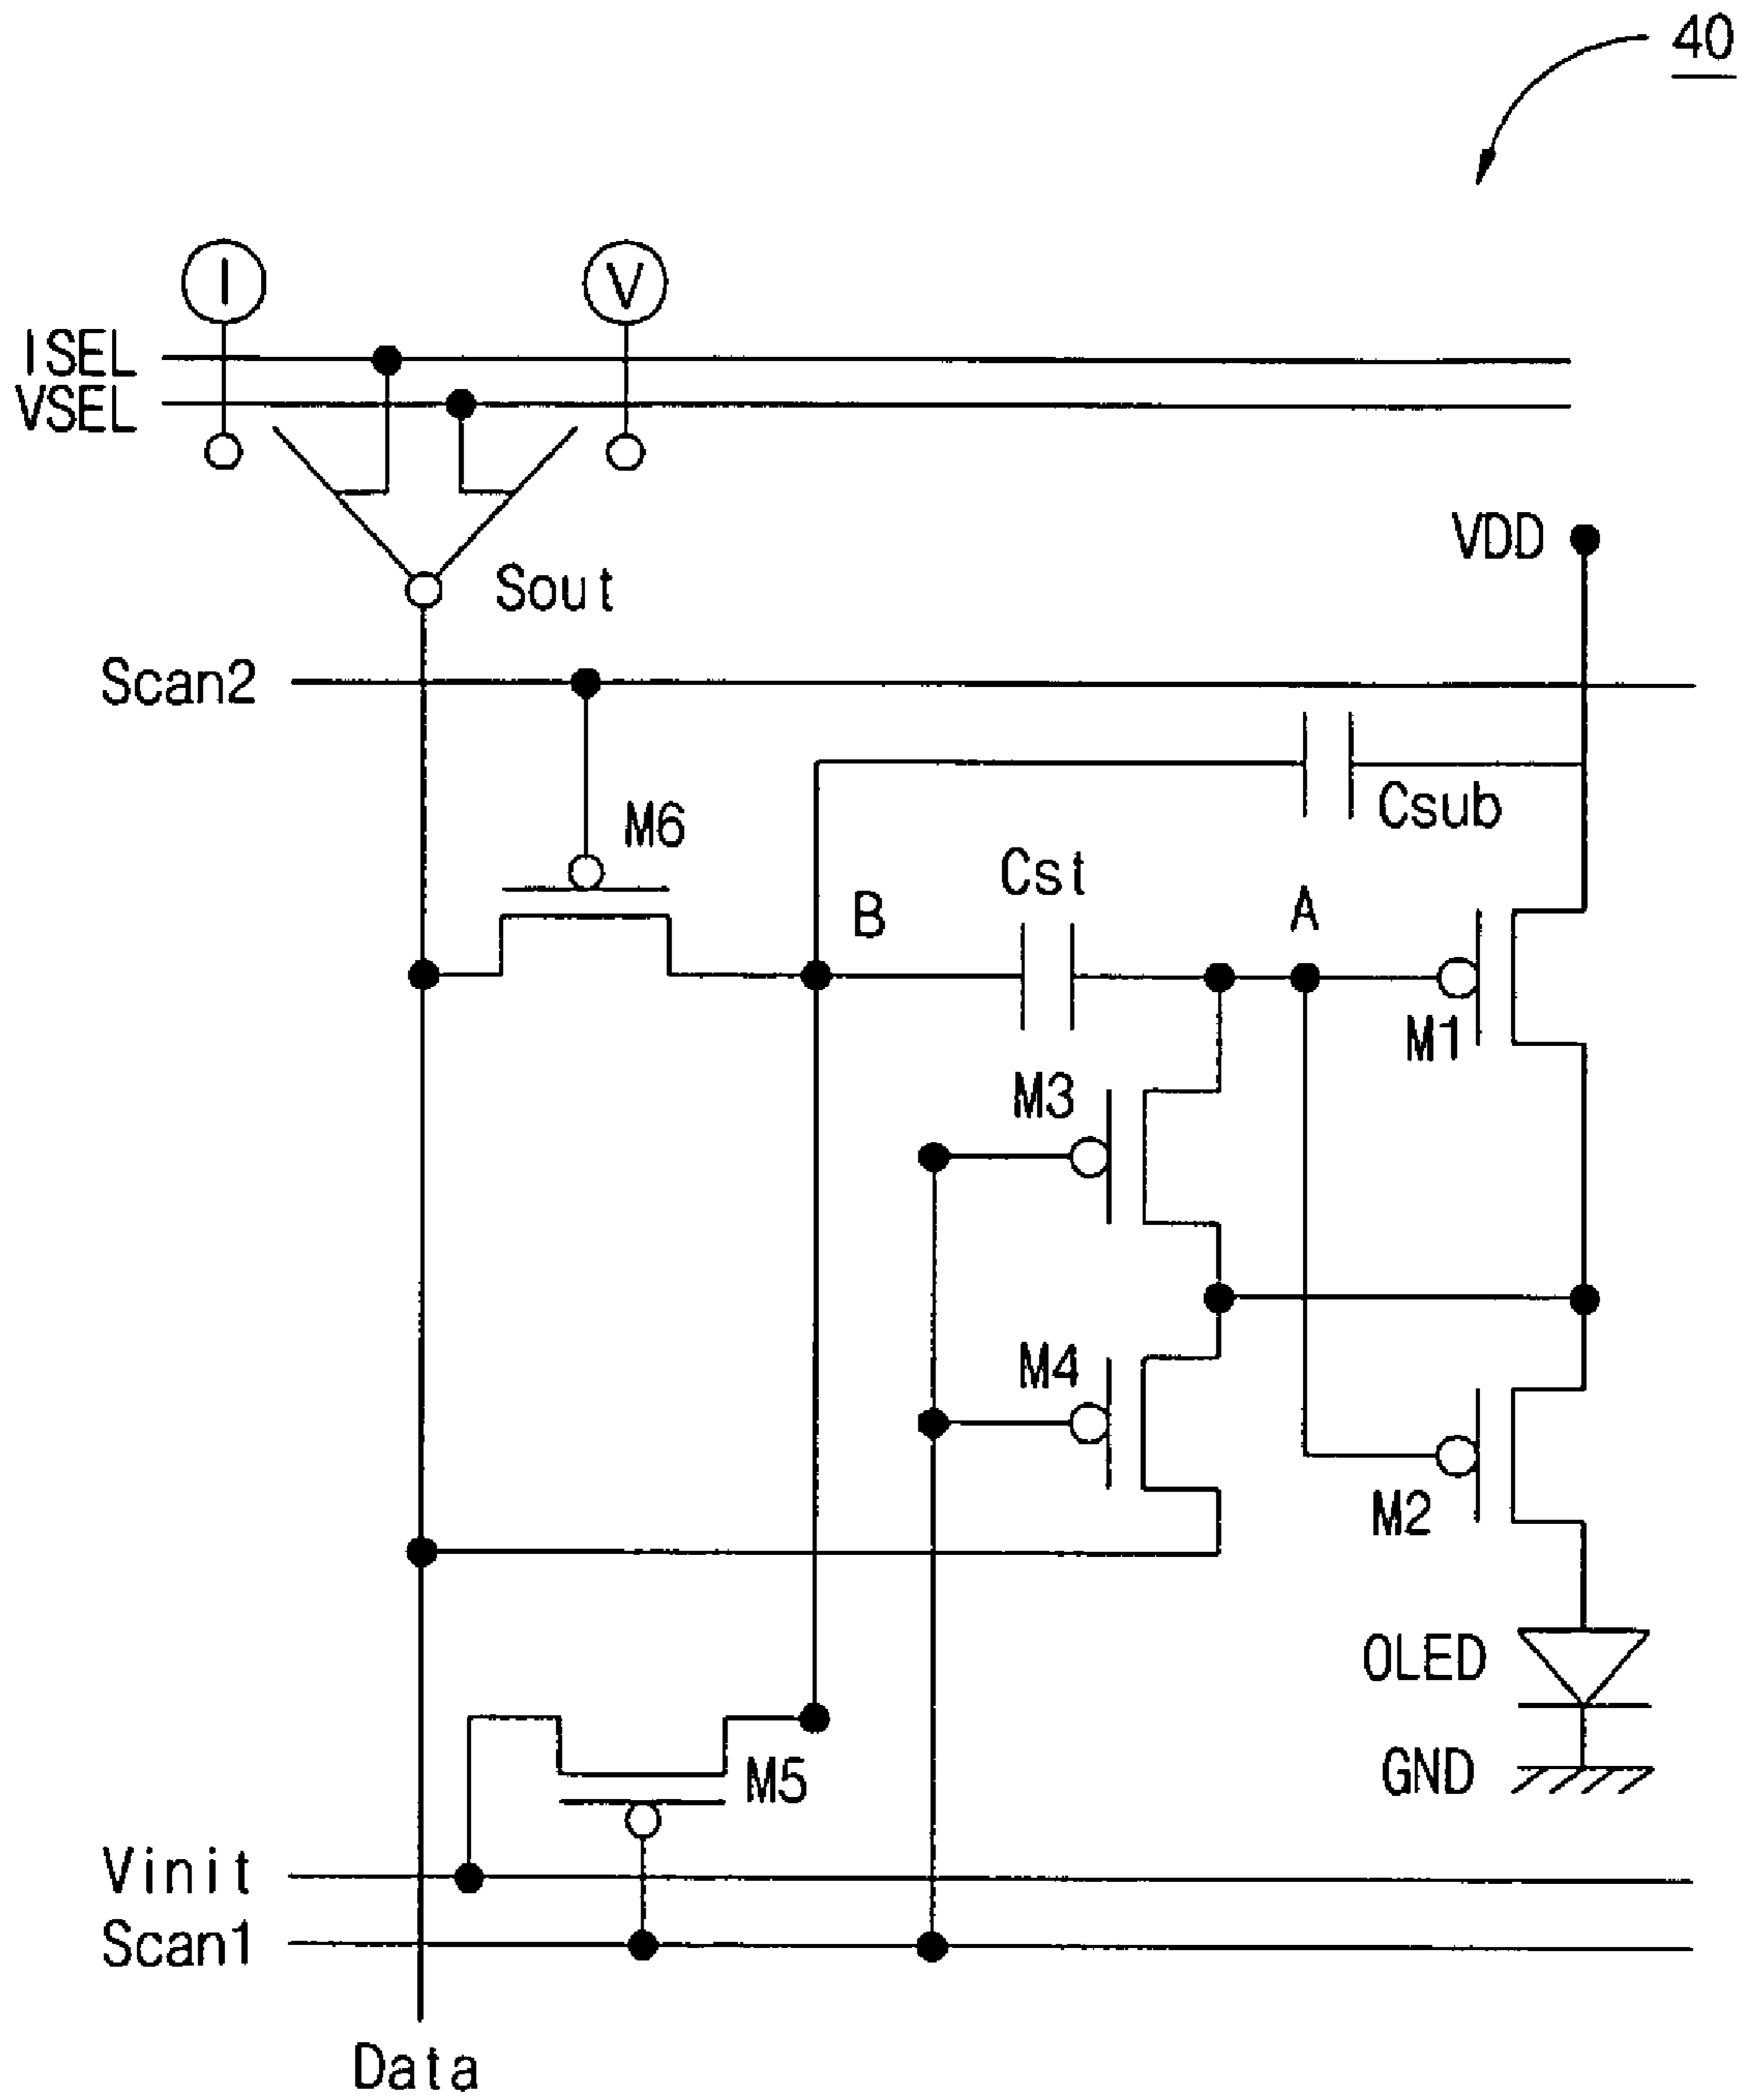 40
I
V
ISEL
VSEL
VDD
Sout
Scan2
Csub
M6
Cst
B
A
M1
M3
M4
M2
OLED
M5
GND
Vinit
Scan1
Data